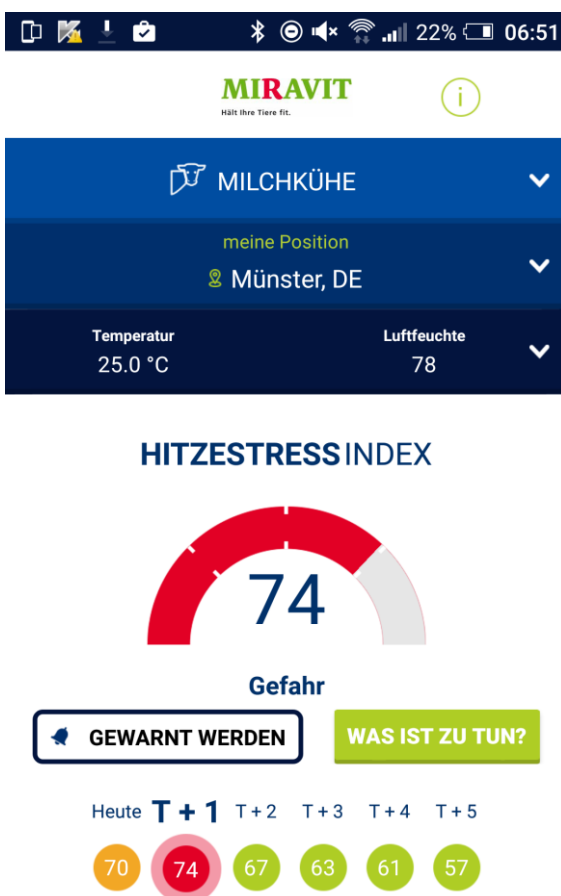 22% 06:51
MIRAVIT
Hält Ihre Tiere fit.
i
MILCHKÜHE
meine Position
Münster, DE
Temperatur Luftfeuchte
25.0 °C 78
HITZESTRESSINDEX
74
Gefahr
GEWARNT WERDEN WAS IST ZU TUN?
Heute T + 1 T + 2 T + 3 T + 4 T + 5
70 74 67 63 61 57